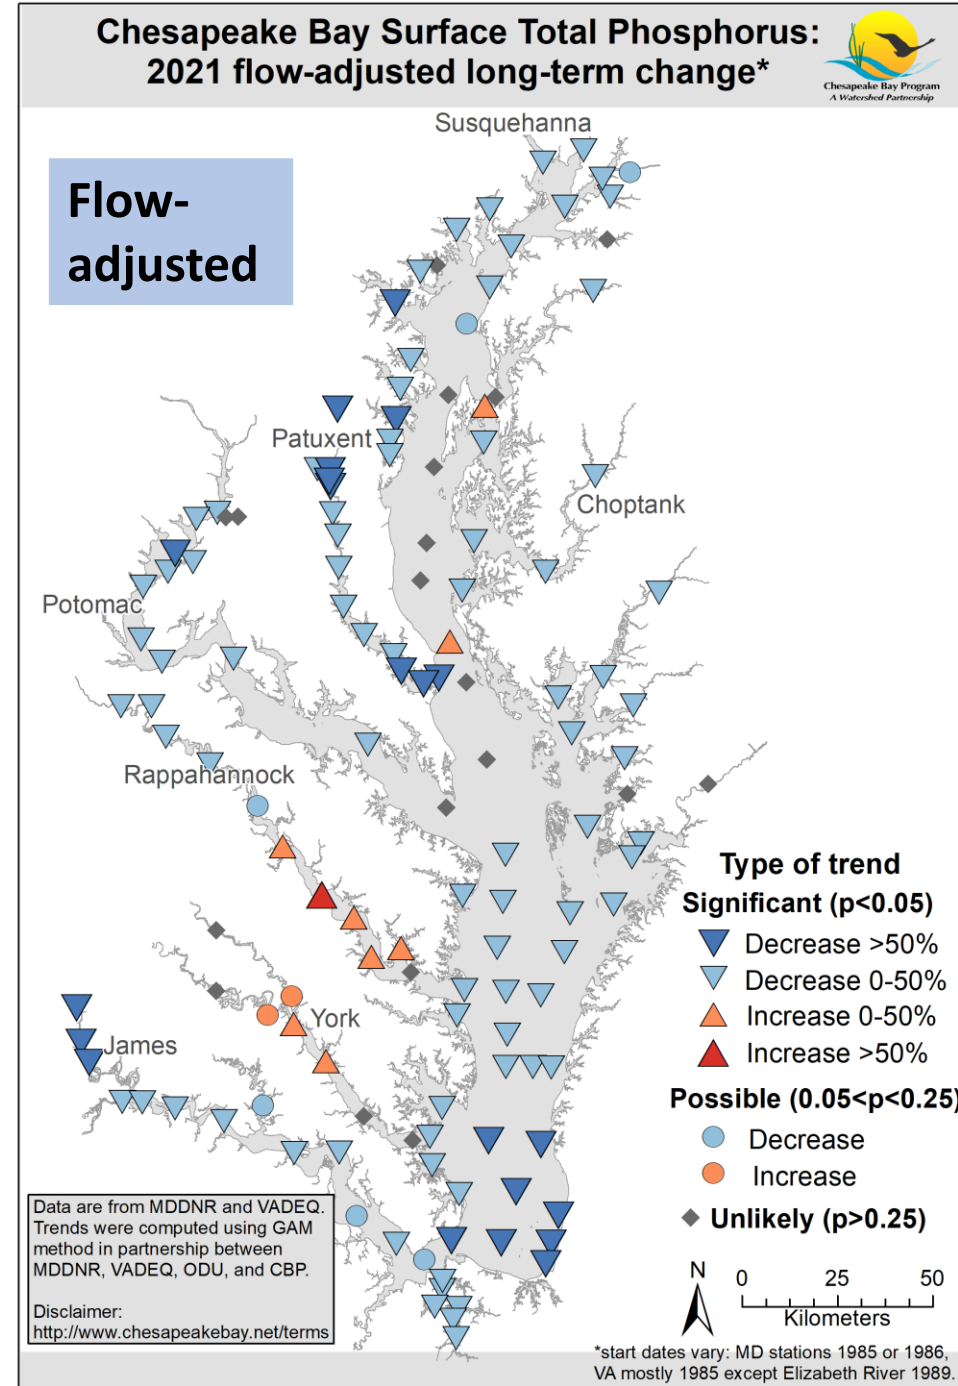 Chesapeake Bay Surface Total Phosphorus:
2021 flow-adjusted long-term change*
Chesapeake Bay Program
A Watershed Partnership
Flow-
adjusted
Susquehanna
Patuxent
Choptank
Potomac
Rappahannock
York
James
Type of trend
Significant (p<0.05)
Decrease >50%
Decrease 0-50%
Increase 0-50%
Increase >50%
Possible (0.05<p<0.25)
Decrease
Increase
Unlikely (p>0.25)
N
0 25 50
Kilometers
Data are from MDDNR and VADEQ.
Trends were computed using GAM
method in partnership between
MDDNR, VADEQ, ODU, and CBP.
Disclaimer:
http://www.chesapeakebay.net/terms
*start dates vary: MD stations 1985 or 1986,
VA mostly 1985 except Elizabeth River 1989.